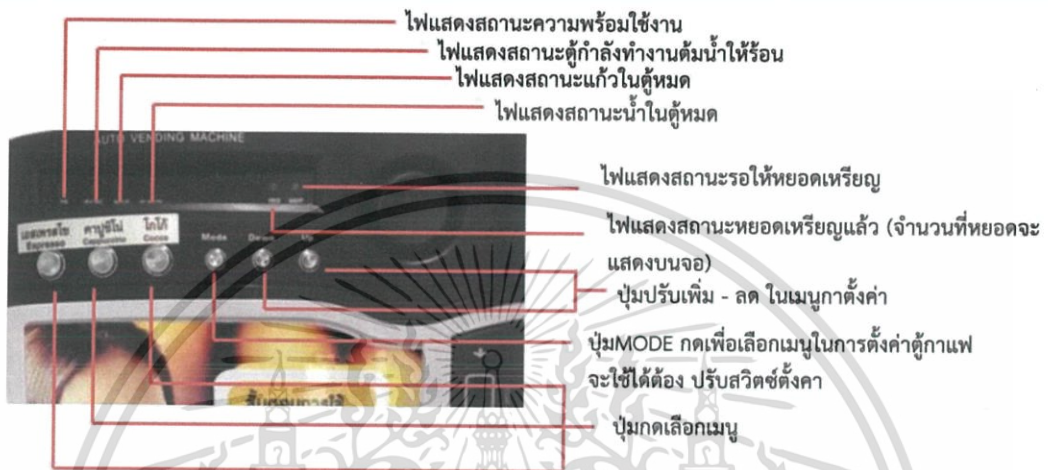 ไฟแสดงสถานะความพร้อมใช้งาน
ไฟแสดงสถานะตู้กำลังทำงานต้มน้ำให้ร้อน
ไฟแสดงสถานะแก้วในตู้หมด
ไฟแสดงสถานะน้ำในตู้หมด
AUTO VENDING MACHINE
ไฟแสดงสถานะรอให้หยอดเหรียญ
ไฟแสดงสถานะหยอดเหรียญแล้ว (จำนวนที่หยอดจะ
แสดงบนจอ)
เอสเพรสโซ คาปูชิโน่ โกโก้
Espresso Cappuccino Cocoa Mode Down Up
ปุ่มปรับเพิ่ม - ลด ในเมนูกาตั้งค่า
ปุ่มMODE กดเพื่อเลือกเมนูในการตั้งค่าตู้กาแฟ
จะใช้ได้ต้อง ปรับสวิตซ์ตั้งคา
ปุ่มกดเลือกเมนู